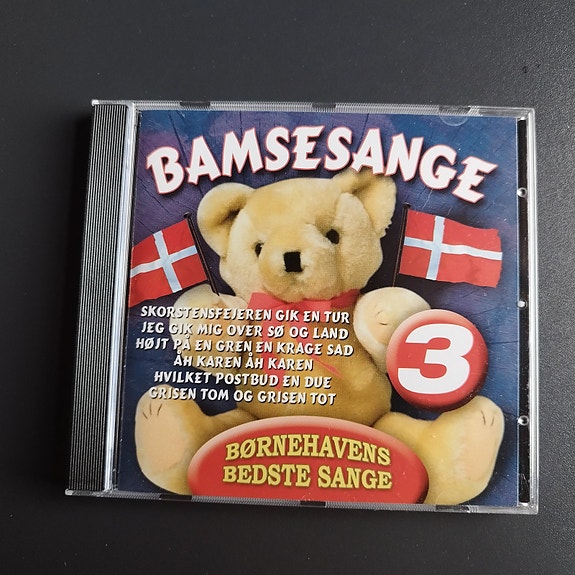 BAMSESANGE
SKORSTENSFEJEREN GIK EN TUR
JEG GIK MIG OVER SØ OG LAND
HØJT PÅ EN GREN EN KRAGE SAD
ÅH KAREN ÅH KAREN
HVILKET POSTBUD EN DUE
GRISEN TOM OG GRISEN TOT
3
BØRNEHAVENS
BEDSTE SANGE